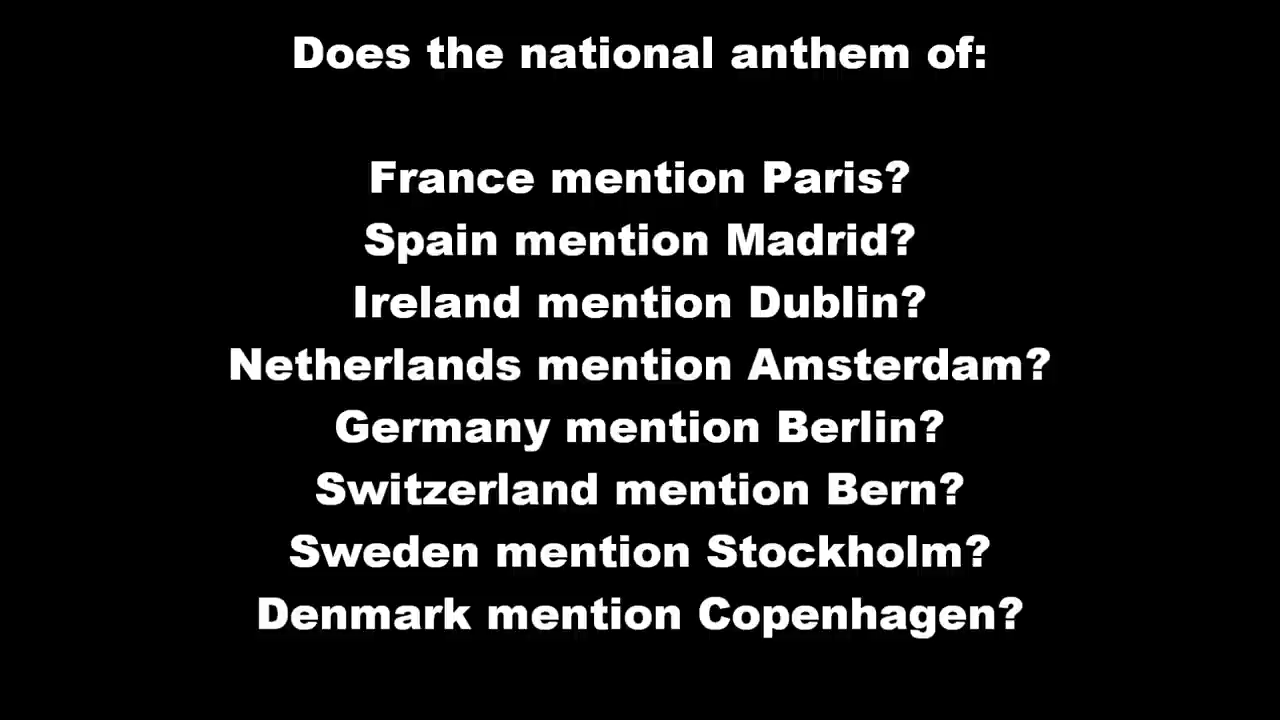 Does the national anthem of:
France mention Paris?
Spain mention Madrid?
Ireland mention Dublin?
Netherlands mention Amsterdam?
Germany mention Berlin?
Switzerland mention Bern?
Sweden mention Stockholm?
Denmark mention Copenhagen?